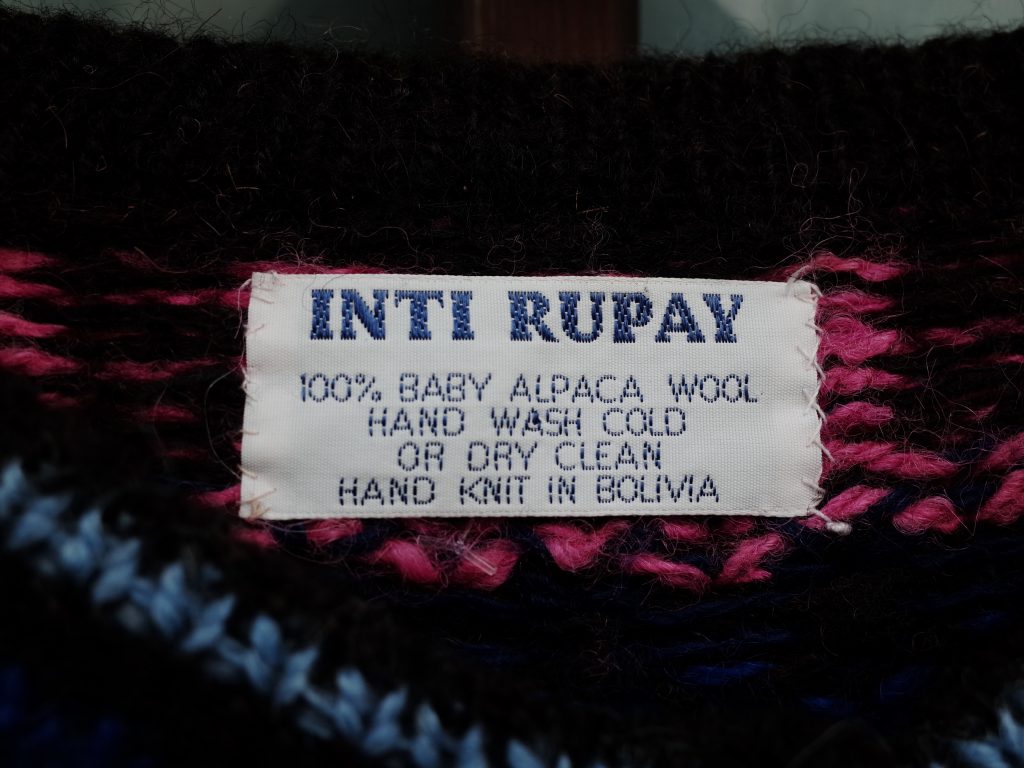 INTI RUPAY
100% BABY ALPACA WOOL
HAND WASH COLD
OR DRY CLEAN
HAND KNIT IN BOLIVIA